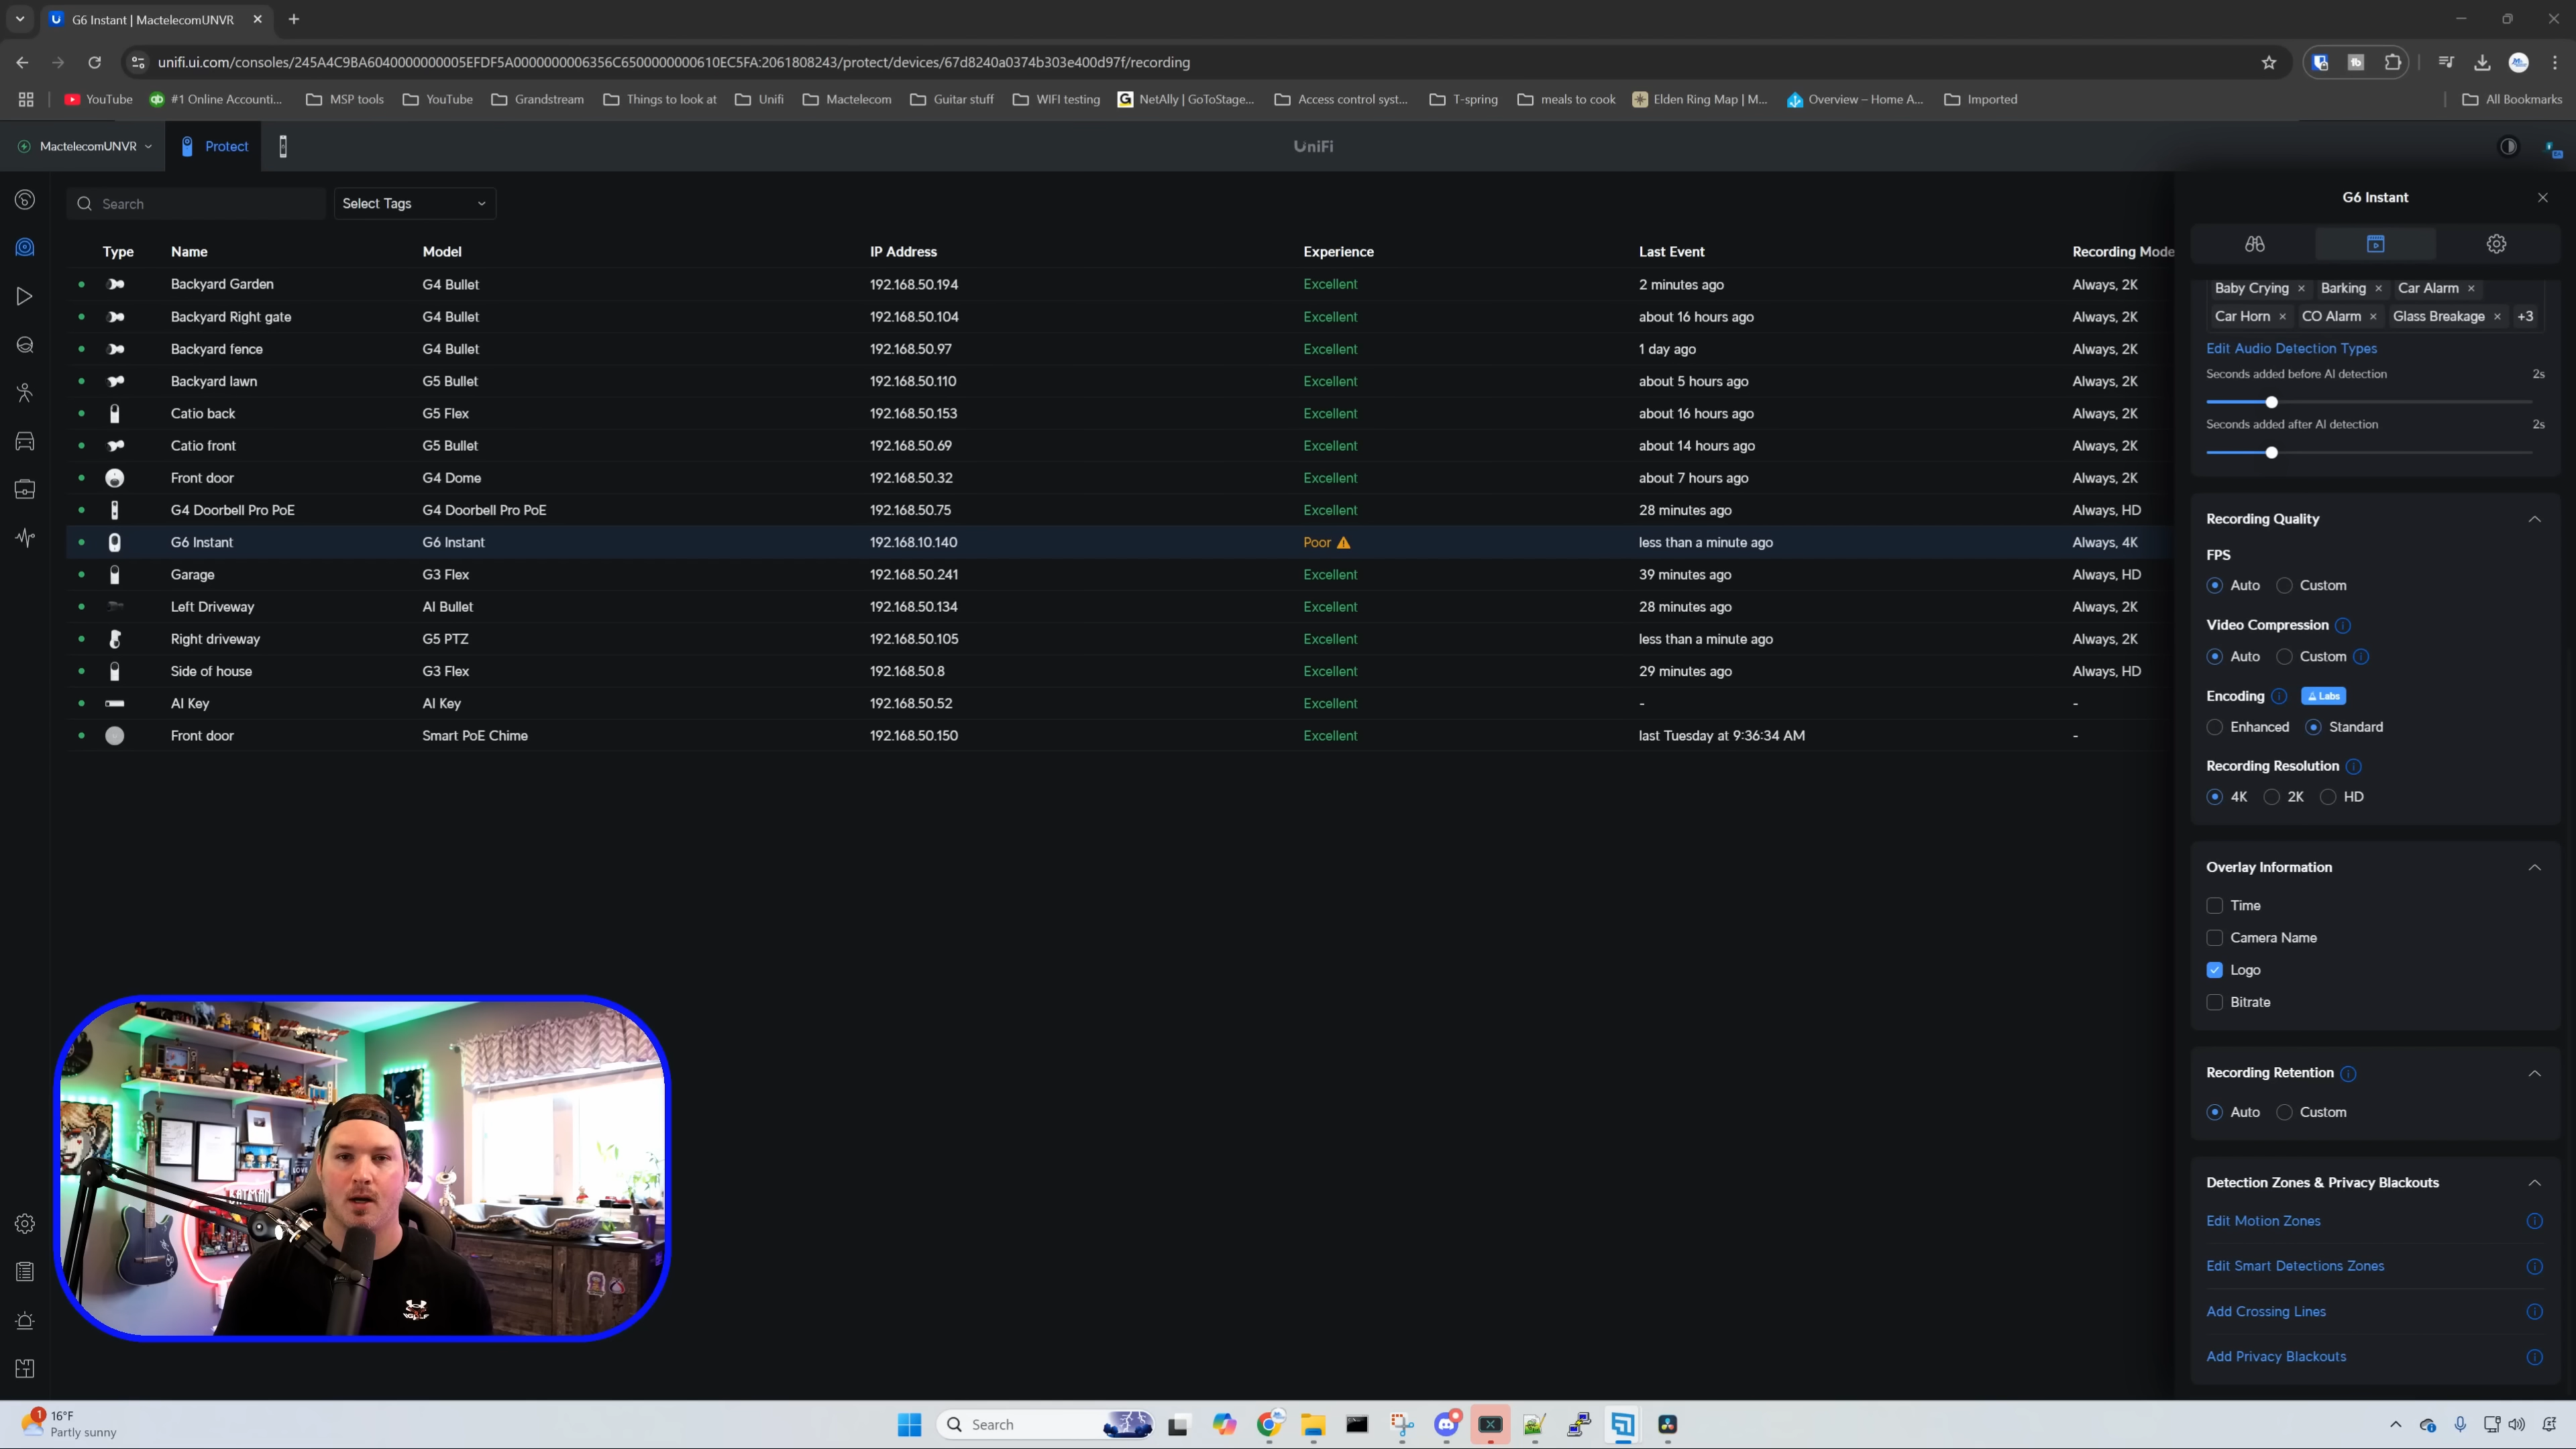 G6 Instant | MactelecomUNVR
unifi.ui.com/consoles/245A4C9BA6040000000005EFDF5A0000000006356C6500000000610EC5FA:2061808243/protect/devices/67d8240a0374b303e400d97f/recording
YouTube #1 Online Accounti... MSP tools YouTube Grandstream Things to look at Unifi Mactelecom Guitar stuff WIFI testing NetAlly | GoToStage... Access control syst... T-spring meals to cook Elden Ring Map | M... Overview – Home A... Imported All Bookmarks
MactelecomUNVR Protect UniFi
Search Select Tags
Type Name Model IP Address Experience Last Event Recording Mode
Backyard Garden G4 Bullet 192.168.50.194 Excellent 2 minutes ago Always, 2K
Backyard Right gate G4 Bullet 192.168.50.104 Excellent about 16 hours ago Always, 2K
Backyard fence G4 Bullet 192.168.50.97 Excellent 1 day ago Always, 2K
Backyard lawn G5 Bullet 192.168.50.110 Excellent about 5 hours ago Always, 2K
Catio back G5 Flex 192.168.50.153 Excellent about 16 hours ago Always, 2K
Catio front G5 Bullet 192.168.50.69 Excellent about 14 hours ago Always, 2K
Front door G4 Dome 192.168.50.32 Excellent about 7 hours ago Always, 2K
G4 Doorbell Pro PoE G4 Doorbell Pro PoE 192.168.50.75 Excellent 28 minutes ago Always, HD
G6 Instant G6 Instant 192.168.10.140 Poor less than a minute ago Always, 4K
Garage G3 Flex 192.168.50.241 Excellent 39 minutes ago Always, HD
Left Driveway AI Bullet 192.168.50.134 Excellent 28 minutes ago Always, 2K
Right driveway G5 PTZ 192.168.50.105 Excellent less than a minute ago Always, 2K
Side of house G3 Flex 192.168.50.8 Excellent 29 minutes ago Always, HD
AI Key AI Key 192.168.50.52 Excellent - -
Front door Smart PoE Chime 192.168.50.150 Excellent last Tuesday at 9:36:34 AM -
G6 Instant
Baby Crying × Barking × Car Alarm ×
Car Horn × CO Alarm × Glass Breakage × +3
Edit Audio Detection Types
Seconds added before AI detection 2s
Seconds added after AI detection 2s
Recording Quality
FPS
Auto Custom
Video Compression
Auto Custom
Encoding Labs
Enhanced Standard
Recording Resolution
4K 2K HD
Overlay Information
Time
Camera Name
Logo
Bitrate
Recording Retention
Auto Custom
Detection Zones & Privacy Blackouts
Edit Motion Zones
Edit Smart Detections Zones
Add Crossing Lines
Add Privacy Blackouts
1
16°F
Partly sunny
Search